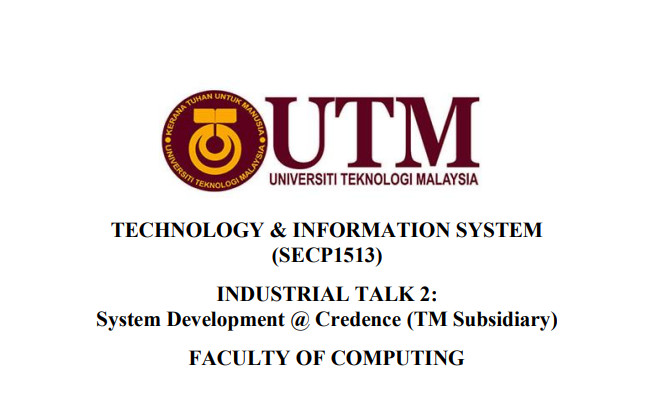 KERANA TUHAN UNTUK MANUSIA
UNIVERSITI TEKNOLOGI MALAYSIA
UTM
UNIVERSITI TEKNOLOGI MALAYSIA
TECHNOLOGY & INFORMATION SYSTEM
(SECP1513)
INDUSTRIAL TALK 2:
System Development @ Credence (TM Subsidiary)
FACULTY OF COMPUTING